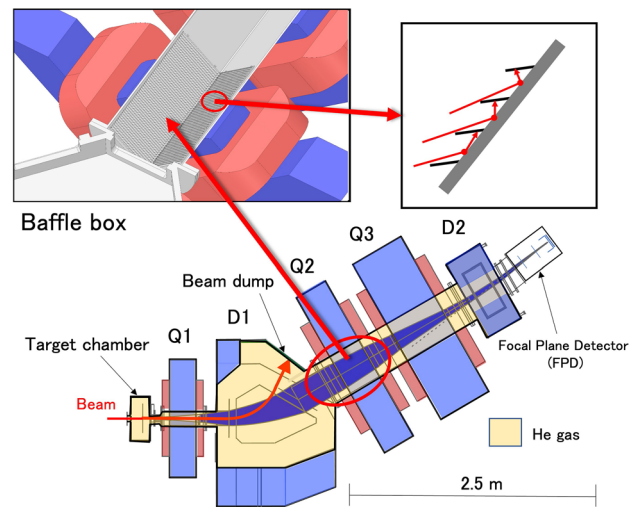 Baffle box
D2
Q3
Q2
Beam dump
D1
Q1
Target chamber
Focal Plane Detector
(FPD)
Beam
He gas
2.5 m